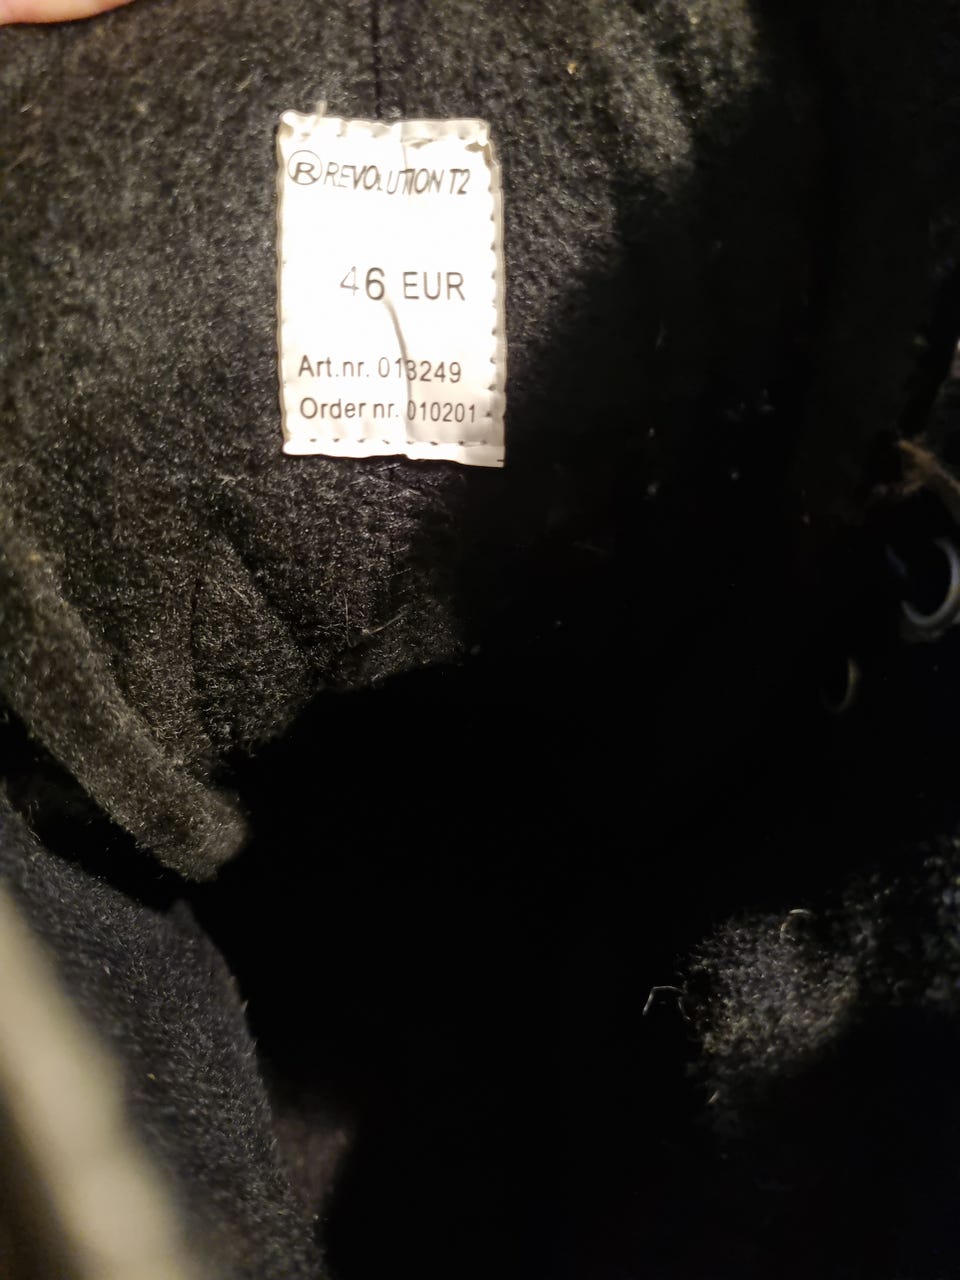 R REVOLUTION T2
46 EUR
Art.nr. 013249
Order nr. 010201